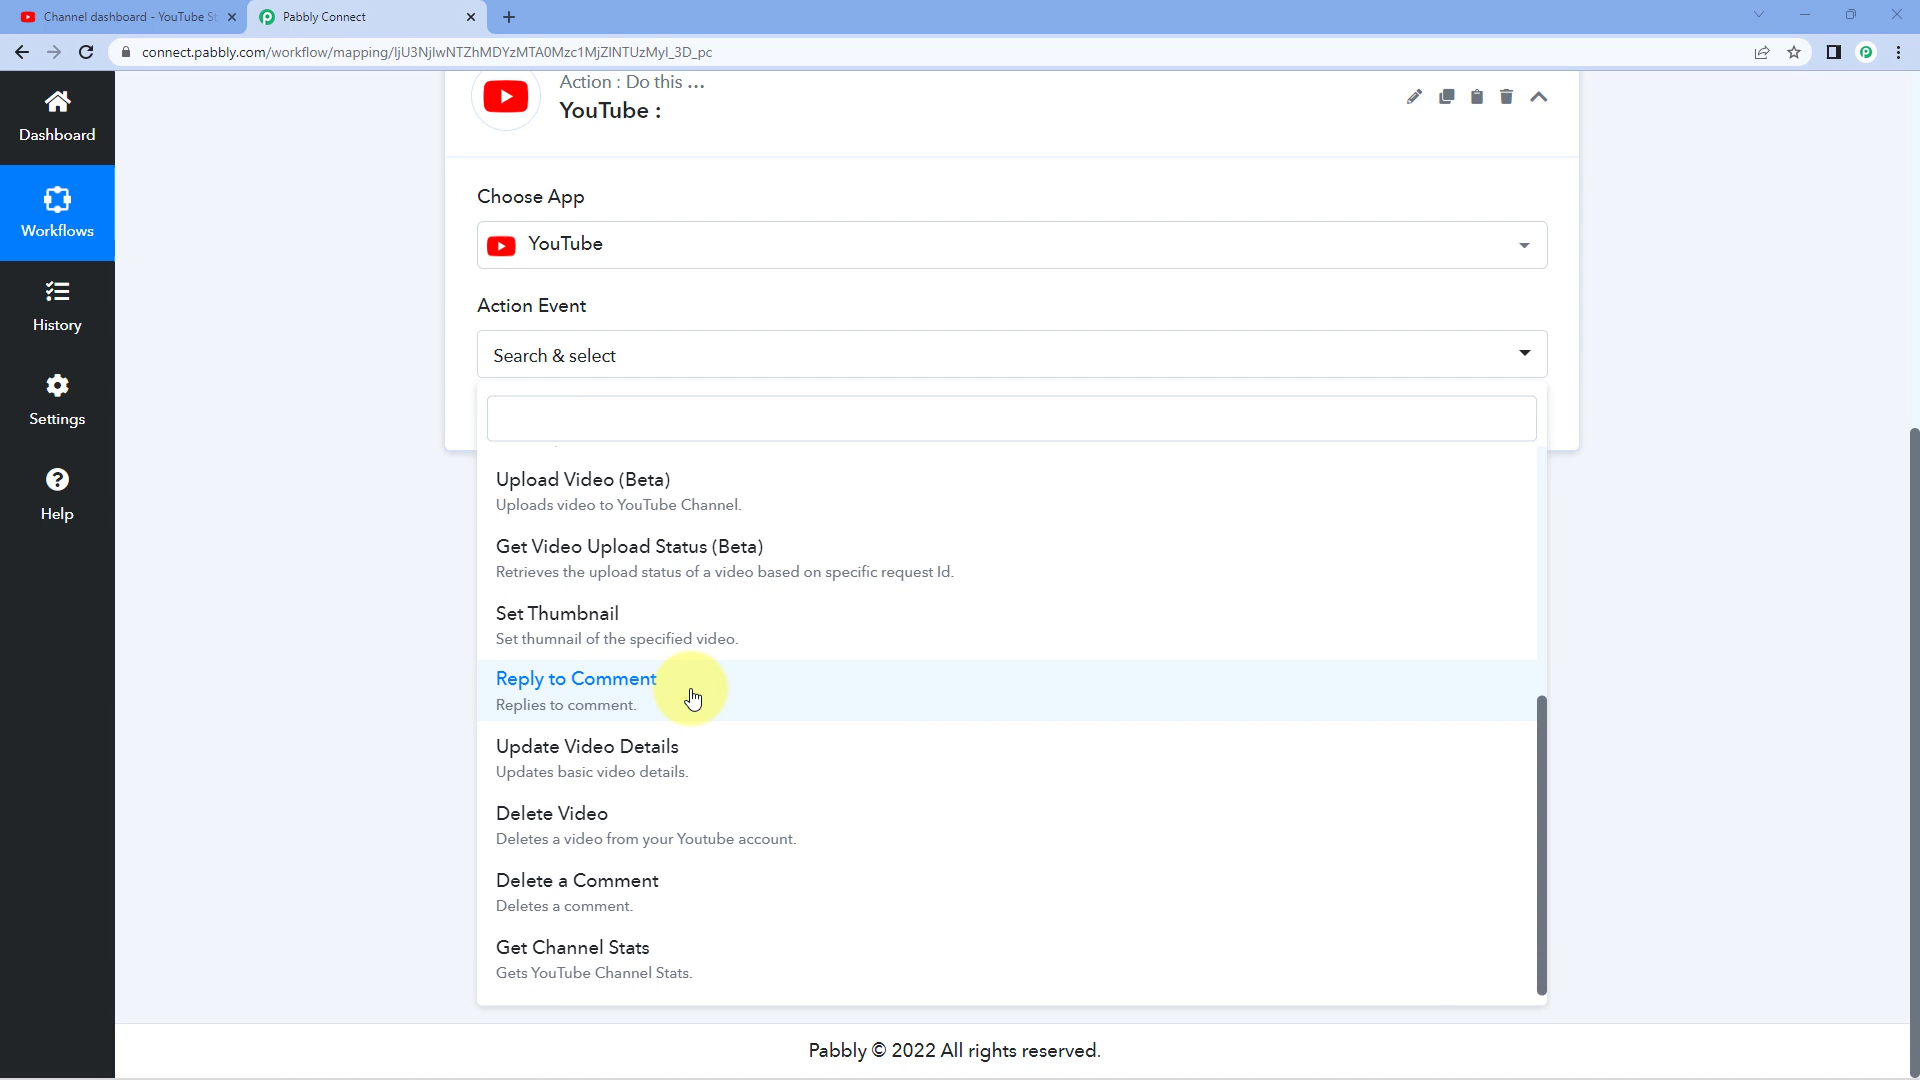 Channel dashboard - YouTube St
Pabbly Connect
connect.pabbly.com/workflow/mapping/IjU3NjIwNTZhMDYzMTA0Mzc1MjZlNTUzMyI_3D_pc
Dashboard
Workflows
History
Settings
Help
Action : Do this ...
YouTube :
Choose App
YouTube
Action Event
Search & select
Upload Video (Beta)
Uploads video to YouTube Channel.
Get Video Upload Status (Beta)
Retrieves the upload status of a video based on specific request Id.
Set Thumbnail
Set thumnail of the specified video.
Reply to Comment
Replies to comment.
Update Video Details
Updates basic video details.
Delete Video
Deletes a video from your Youtube account.
Delete a Comment
Deletes a comment.
Get Channel Stats
Gets YouTube Channel Stats.
Pabbly © 2022 All rights reserved.